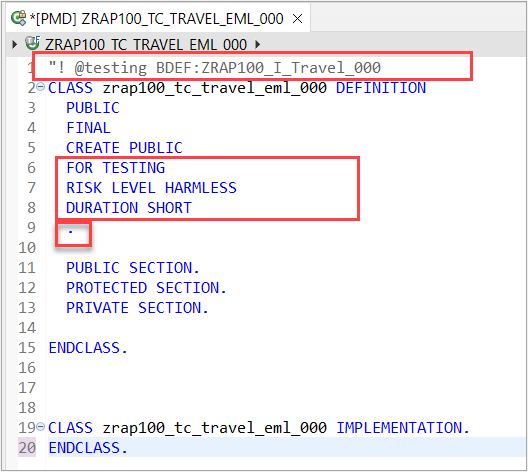 *[PMD] ZRAP100_TC_TRAVEL_EML_000
ZRAP100_TC_TRAVEL_EML_000
1 "! @testing BDEF:ZRAP100_I_Travel_000
2 CLASS zrap100_tc_travel_eml_000 DEFINITION
3 PUBLIC
4 FINAL
5 CREATE PUBLIC
6 FOR TESTING
7 RISK LEVEL HARMLESS
8 DURATION SHORT
9 .
10
11 PUBLIC SECTION.
12 PROTECTED SECTION.
13 PRIVATE SECTION.
14
15 ENDCLASS.
16
17
18
19 CLASS zrap100_tc_travel_eml_000 IMPLEMENTATION.
20 ENDCLASS.